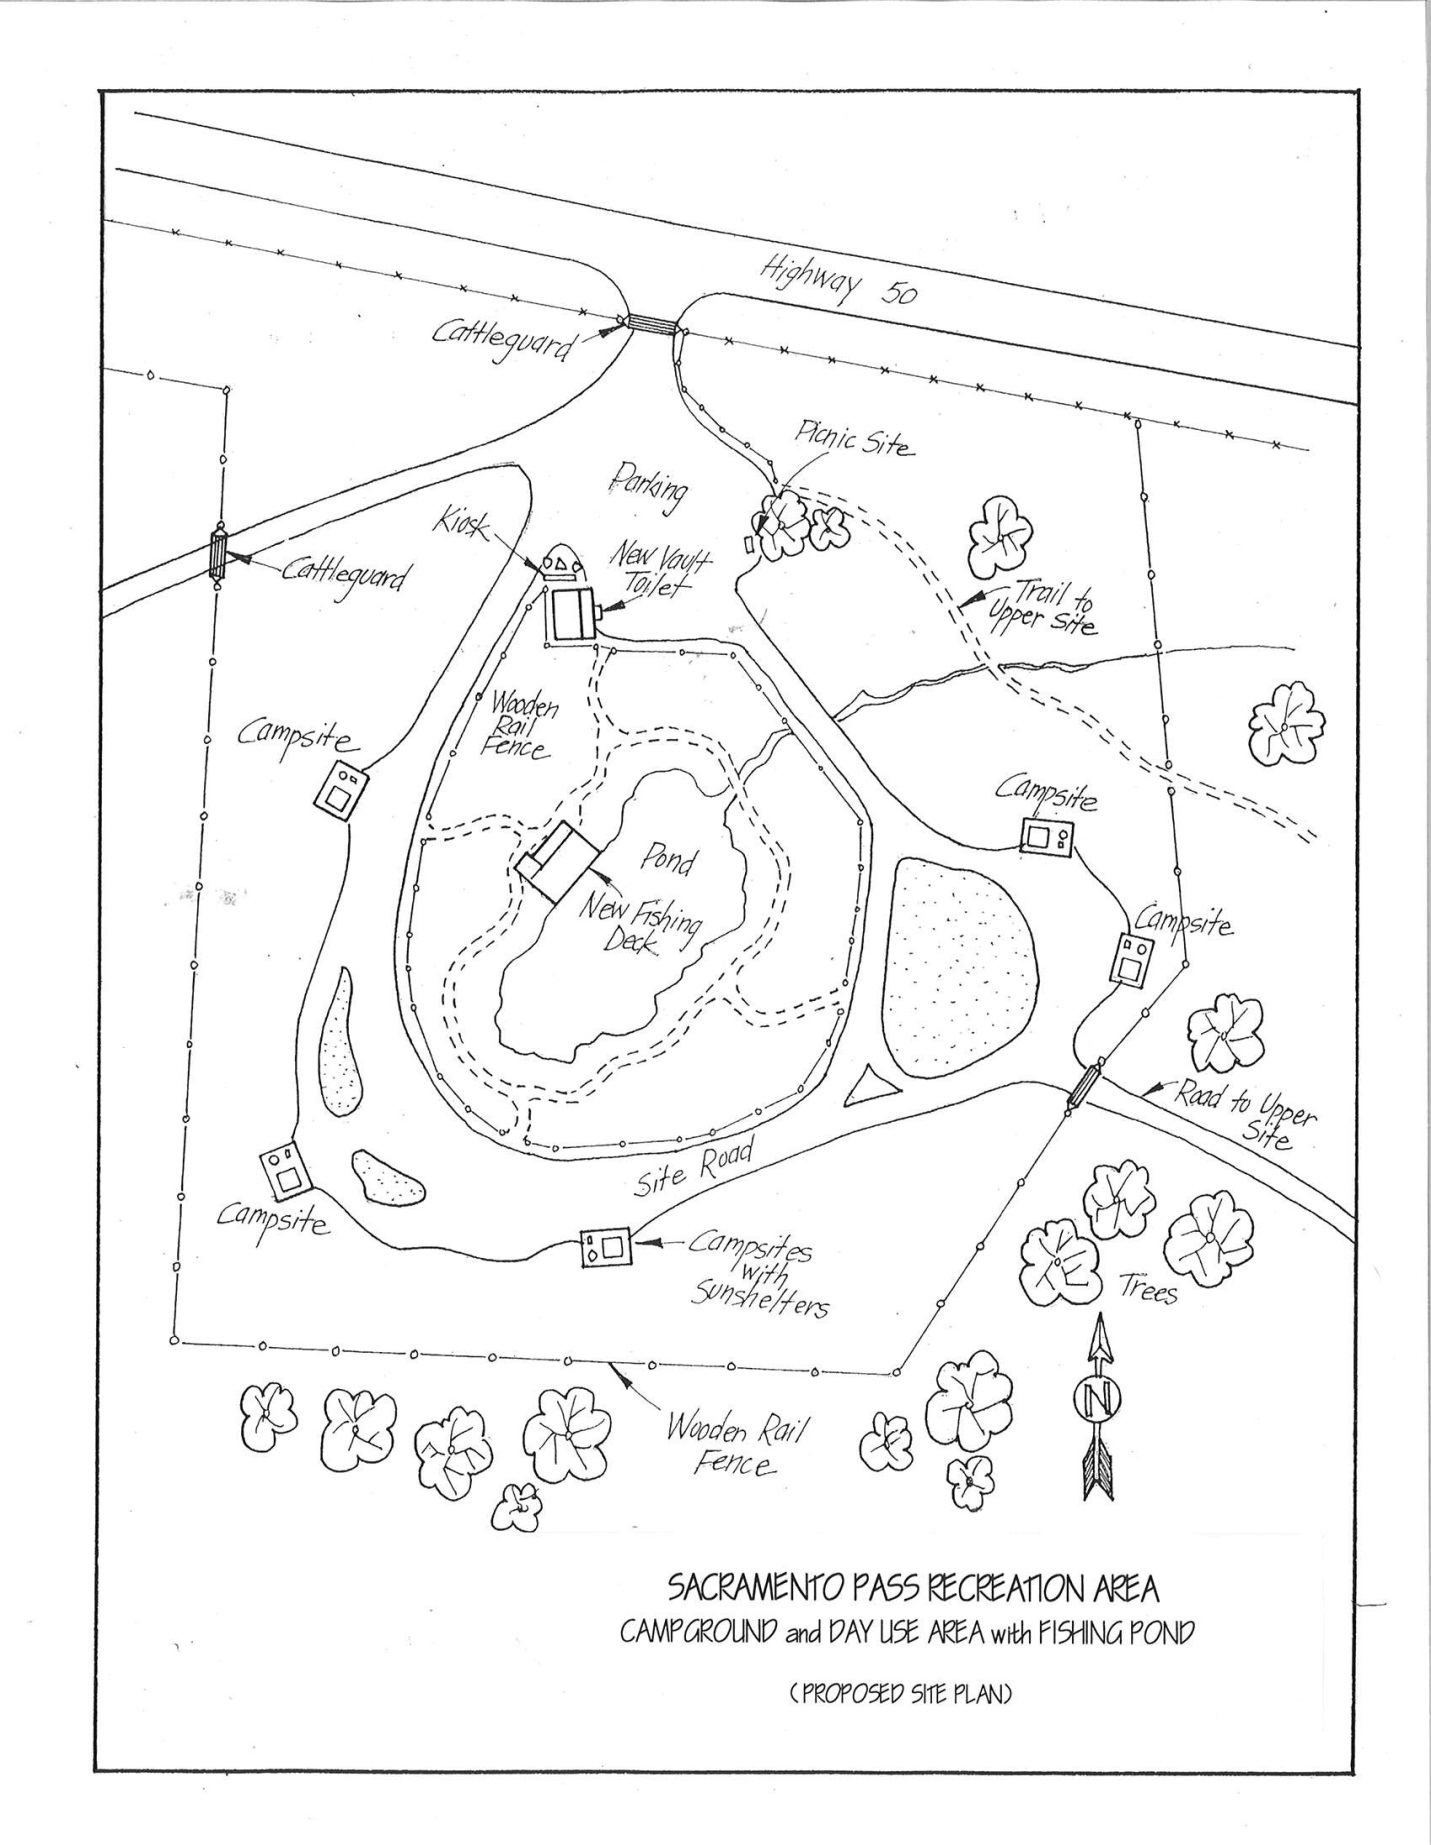 Highway 50
Cattleguard
Picnic Site
Parking
Kiosk
New Vault
Toilet
Cattleguard
Trail to
Upper Site
Wooden
Rail
Fence
Campsite
Campsite
Pond
New Fishing
Deck
Campsite
Road to Upper
Site
Site Road
Campsite
Campsites
with
Sunshelters
Trees
Wooden Rail
Fence
N
SACRAMENTO PASS RECREATION AREA
CAMPGROUND and DAY USE AREA with FISHING POND
(PROPOSED SITE PLAN)